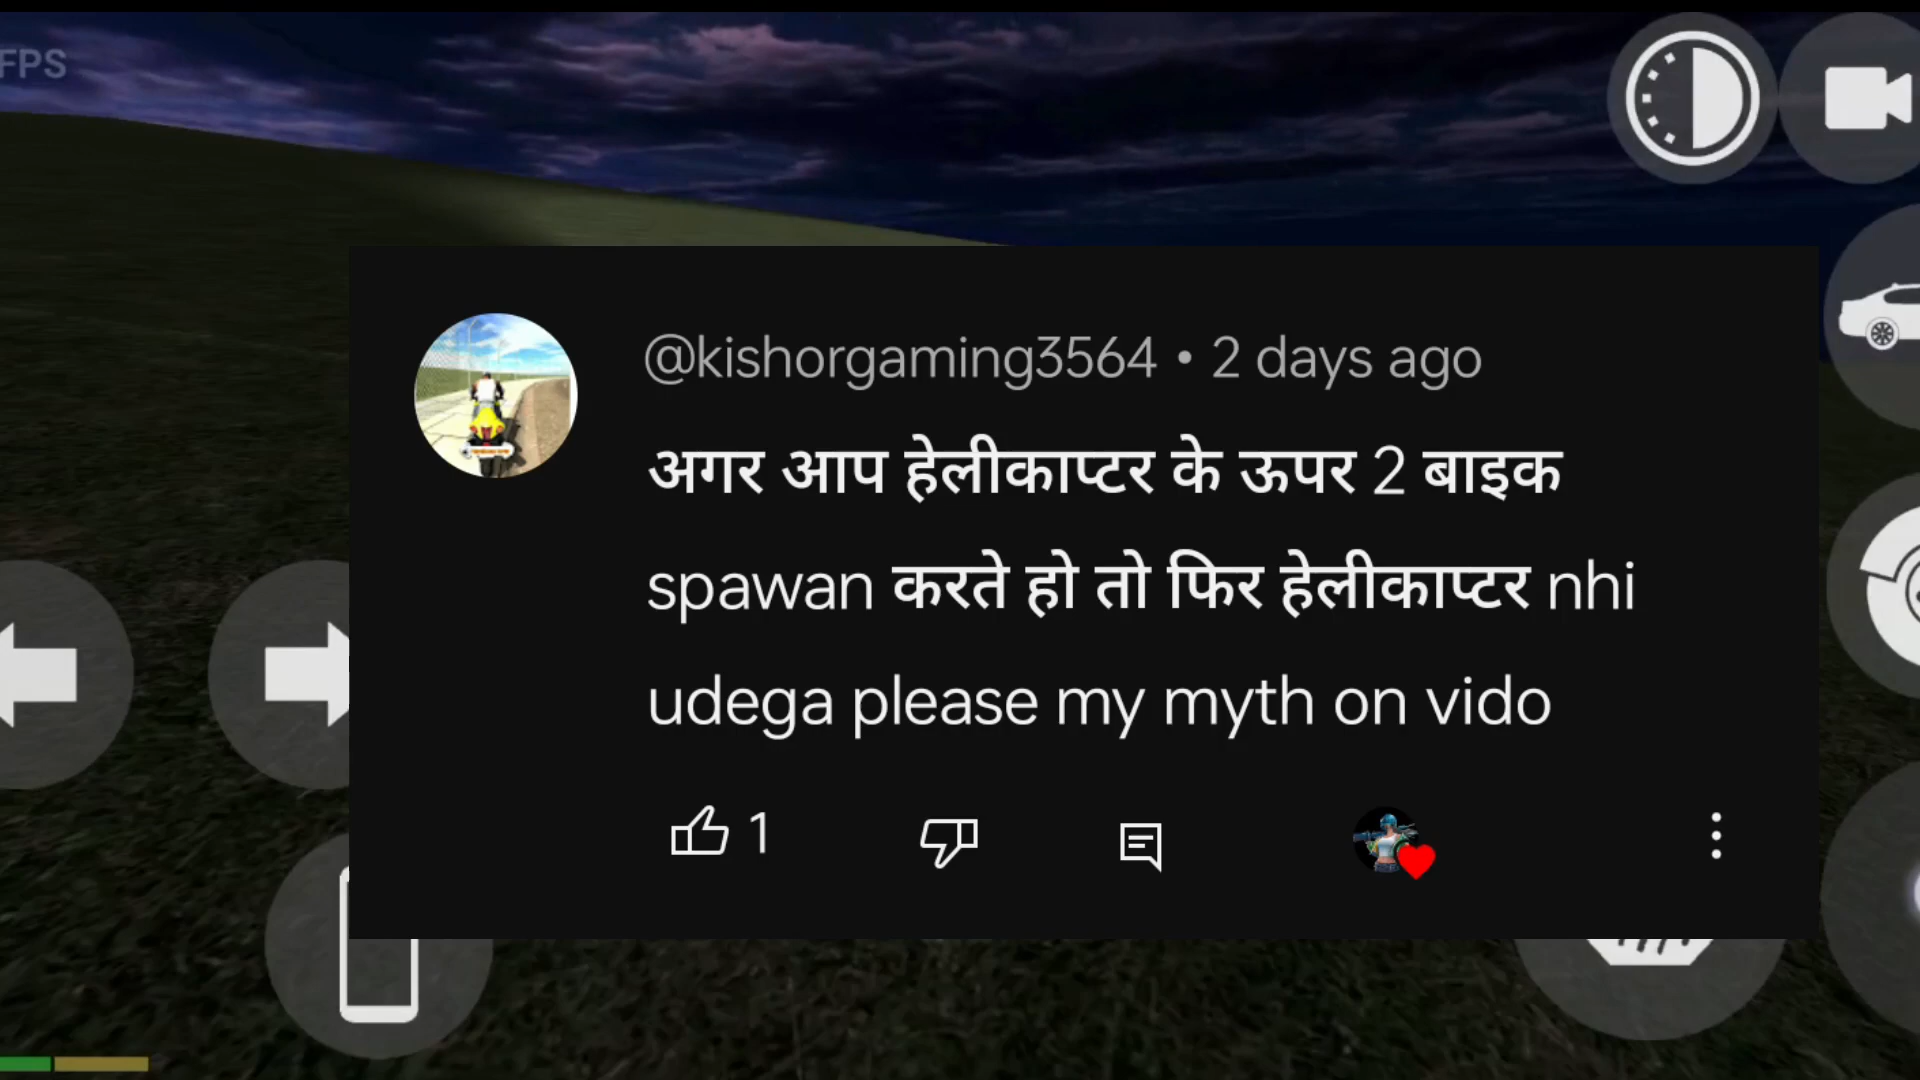 FPS
@kishorgaming3564 • 2 days ago
अगर आप हेलीकाप्टर के ऊपर 2 बाइक
spawan करते हो तो फिर हेलीकाप्टर nhi
udega please my myth on vido
1